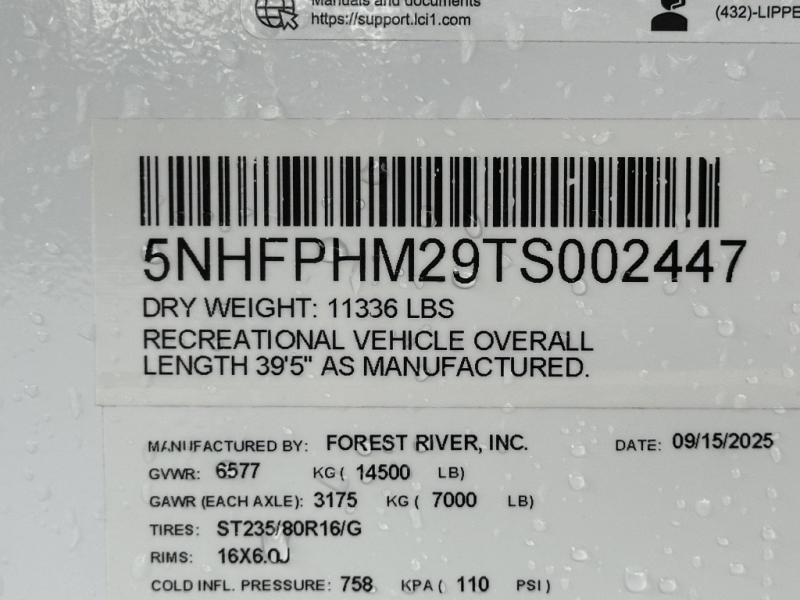 Manuals and documents
https://support.lci1.com
(432)-LIPPE
5NHFPHM29TS002447
DRY WEIGHT: 11336 LBS
RECREATIONAL VEHICLE OVERALL
LENGTH 39'5" AS MANUFACTURED.
MANUFACTURED BY: FOREST RIVER, INC. DATE: 09/15/2025
GVWR: 6577 KG ( 14500 LB)
GAWR (EACH AXLE): 3175 KG ( 7000 LB)
TIRES: ST235/80R16/G
RIMS: 16X6.0J
COLD INFL. PRESSURE: 758 KPA ( 110 PSI )